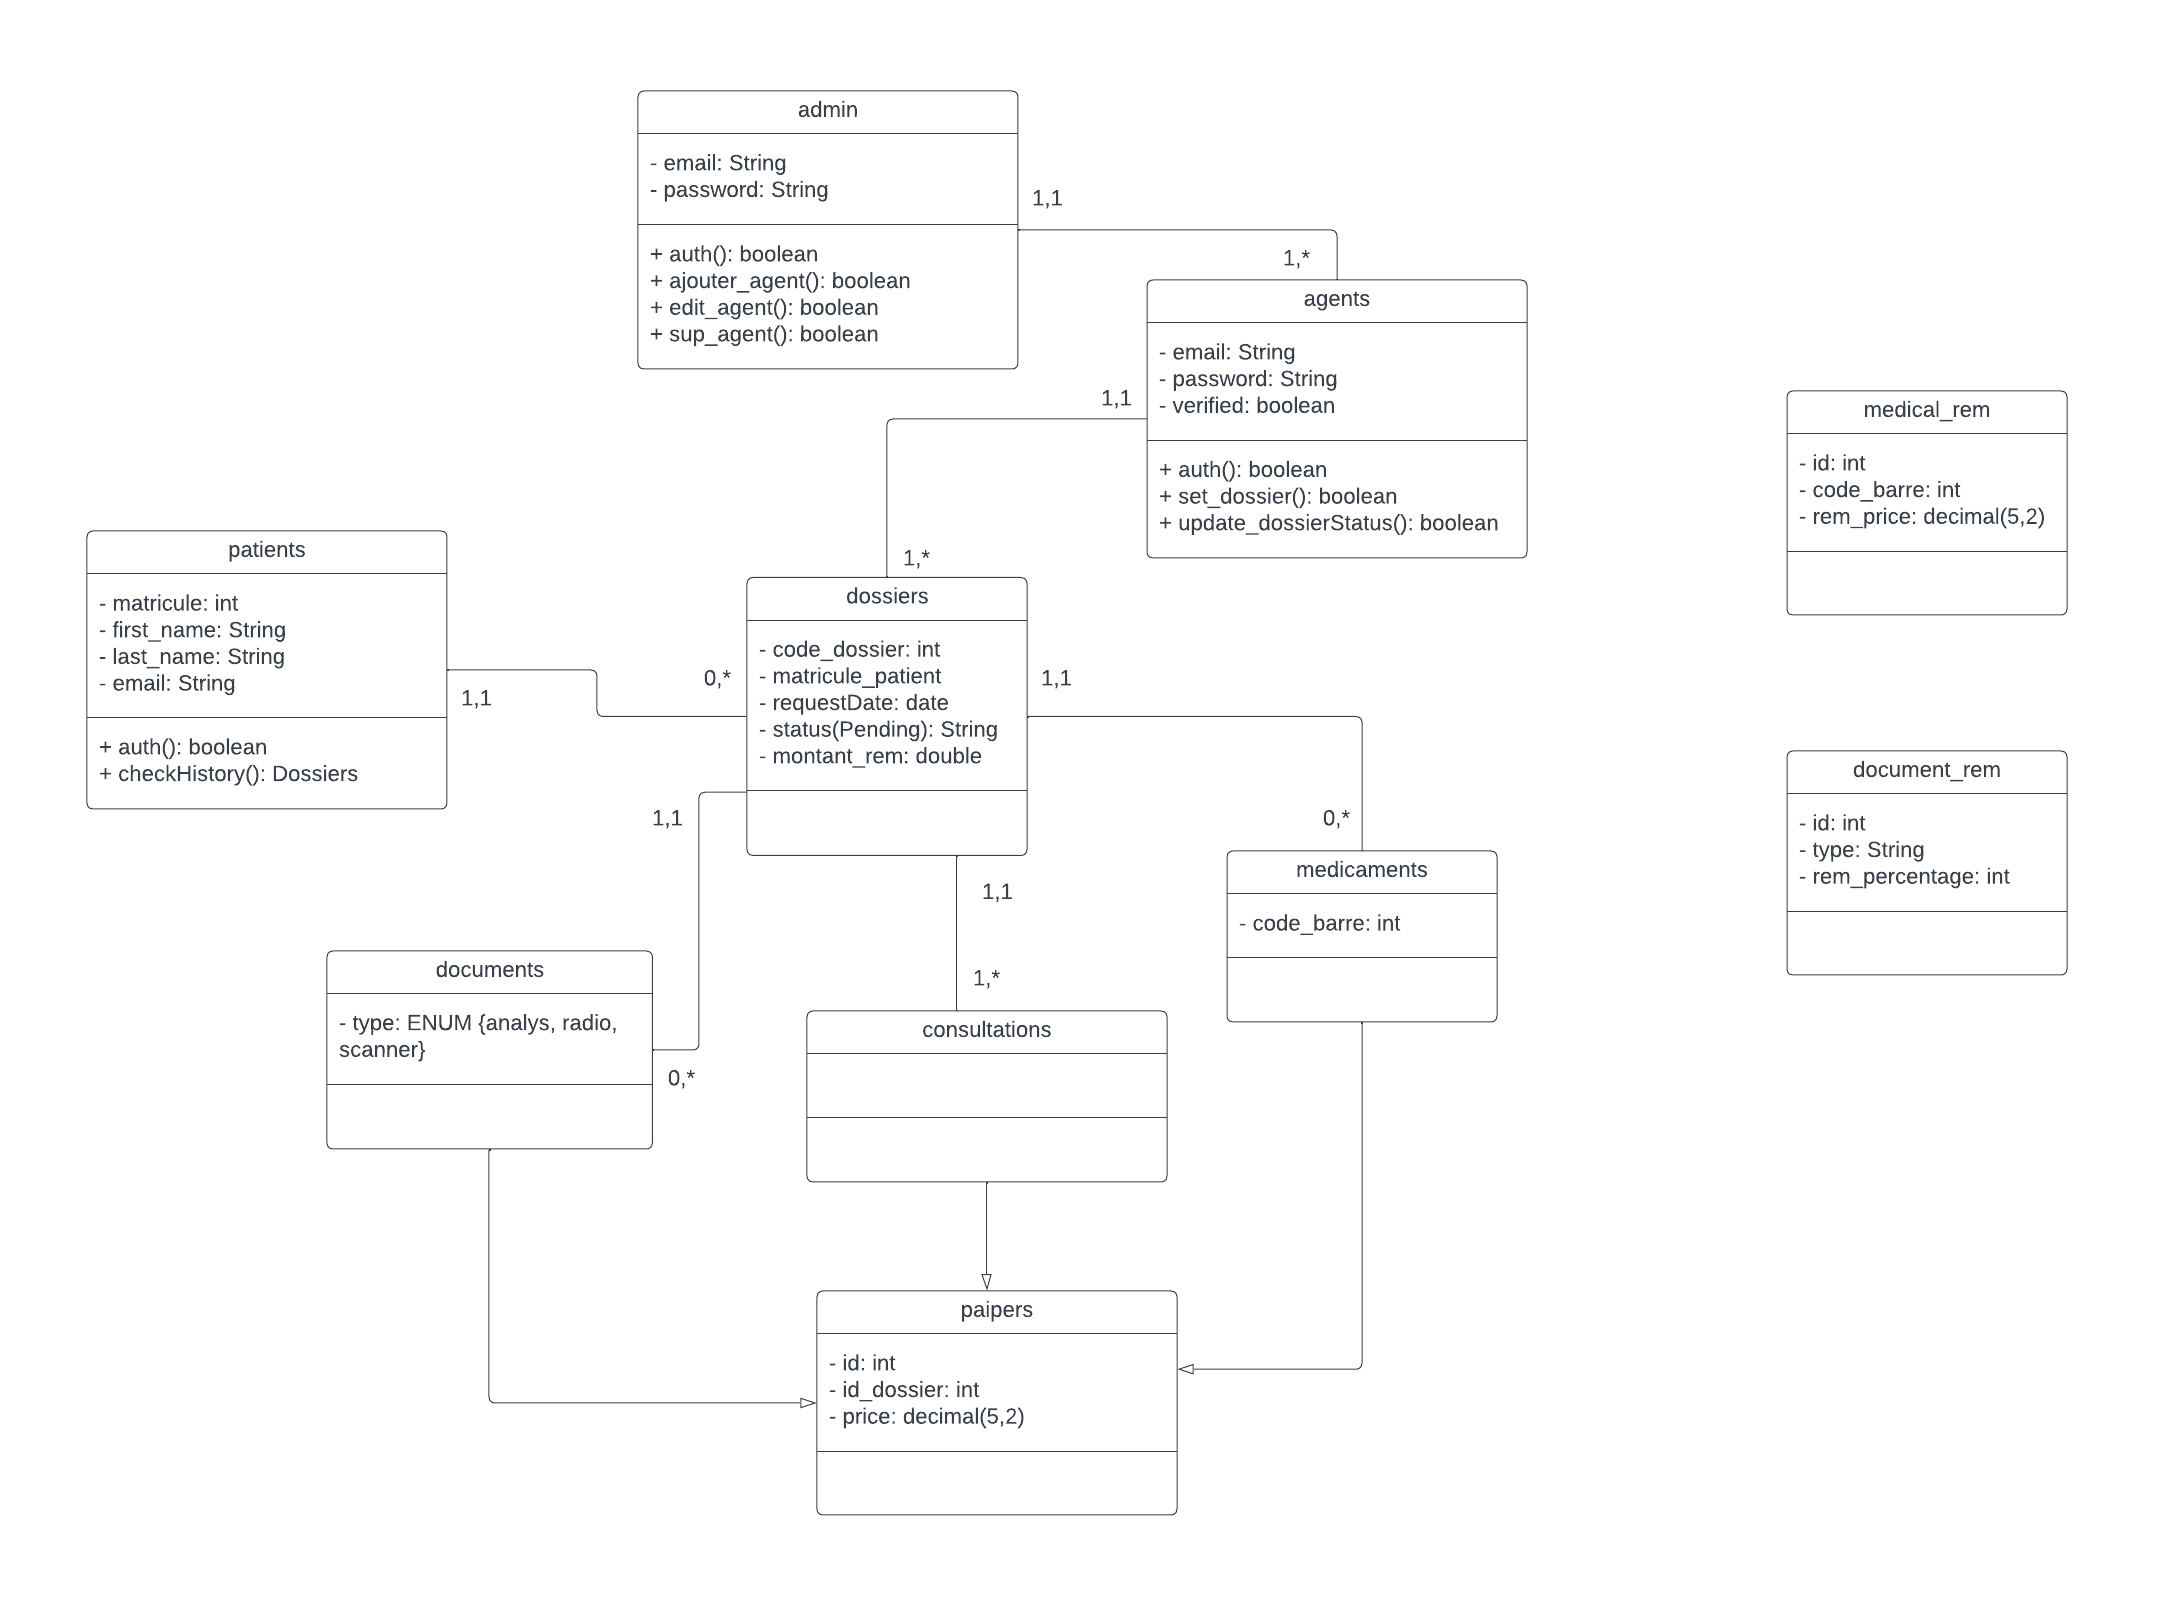 admin
- email: String
- password: String
+ auth(): boolean
+ ajouter_agent(): boolean
+ edit_agent(): boolean
+ sup_agent(): boolean
1,1
1,*
agents
- email: String
- password: String
- verified: boolean
+ auth(): boolean
+ set_dossier(): boolean
+ update_dossierStatus(): boolean
1,1
1,*
medical_rem
- id: int
- code_barre: int
- rem_price: decimal(5,2)
patients
- matricule: int
- first_name: String
- last_name: String
- email: String
+ auth(): boolean
+ checkHistory(): Dossiers
1,1
0,*
dossiers
- code_dossier: int
- matricule_patient
- requestDate: date
- status(Pending): String
- montant_rem: double
1,1
0,*
1,1
0,*
1,1
1,*
document_rem
- id: int
- type: String
- rem_percentage: int
medicaments
- code_barre: int
documents
- type: ENUM {analys, radio,
scanner}
consultations
paipers
- id: int
- id_dossier: int
- price: decimal(5,2)